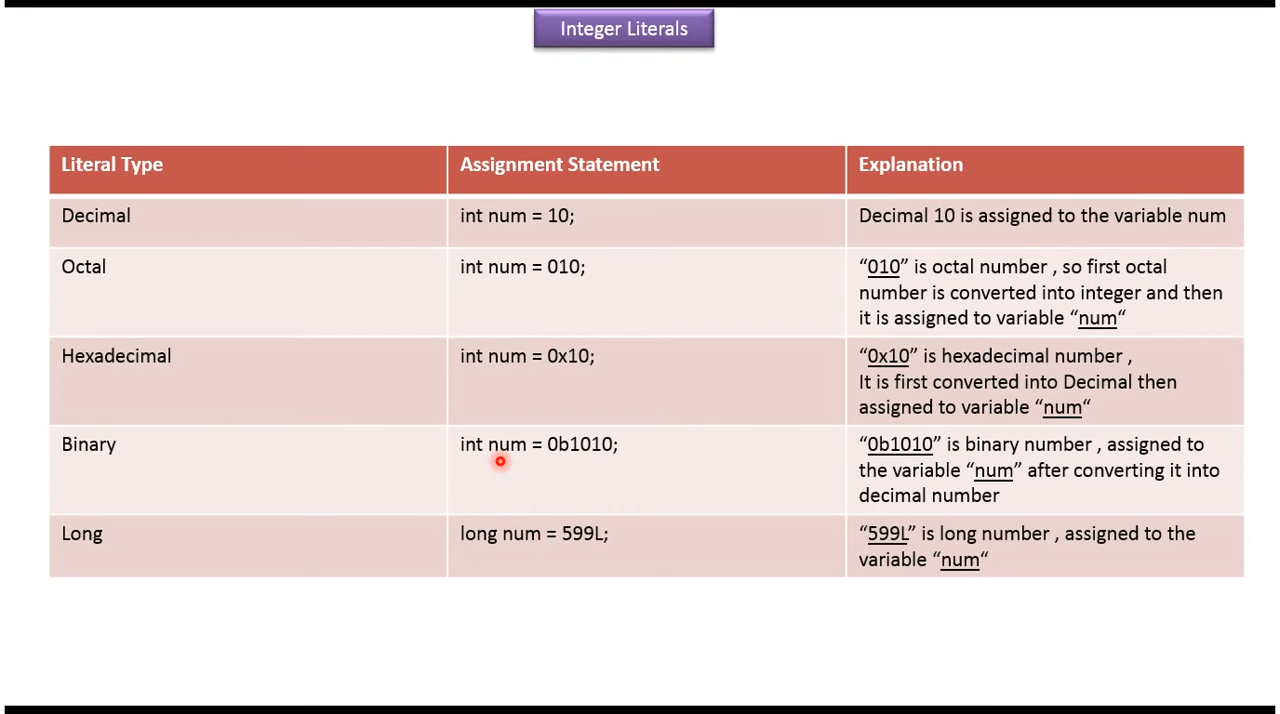 Integer Literals
Literal Type
Assignment Statement
Explanation
Decimal
int num = 10;
Decimal 10 is assigned to the variable num
Octal
int num = 010;
“010” is octal number , so first octal
number is converted into integer and then
it is assigned to variable “num“
Hexadecimal
int num = 0x10;
“0x10” is hexadecimal number ,
It is first converted into Decimal then
assigned to variable “num“
Binary
int num = 0b1010;
“0b1010” is binary number , assigned to
the variable “num” after converting it into
decimal number
Long
long num = 599L;
“599L” is long number , assigned to the
variable “num“